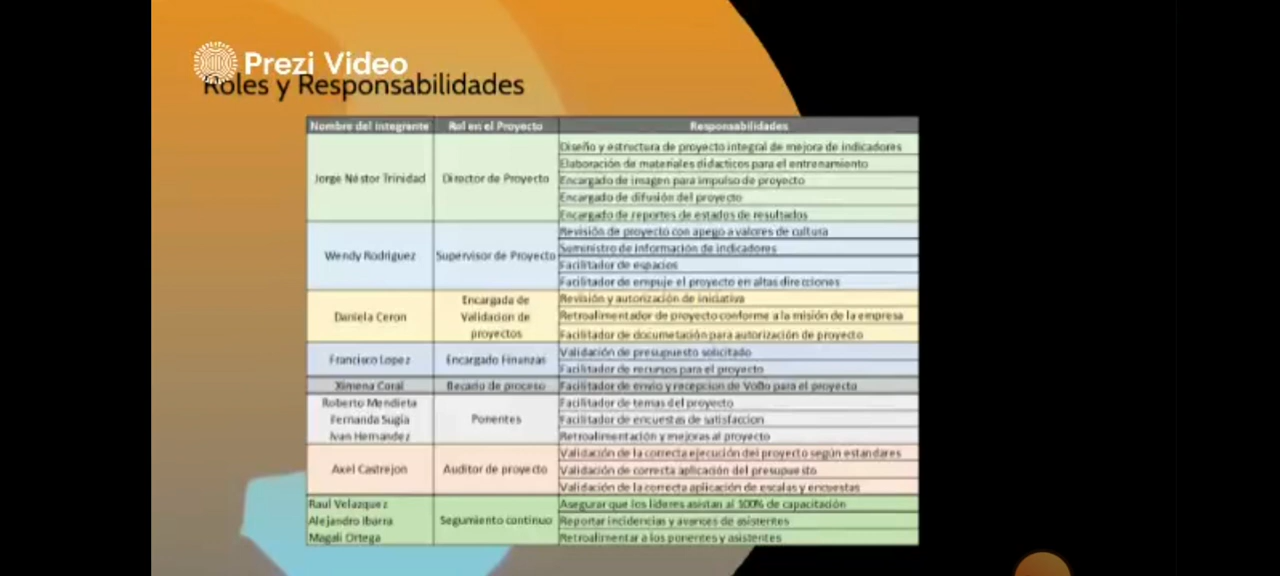 Prezi Video
Roles y Responsabilidades
Nombre del integrante Rol en el Proyecto Responsabilidades
Jorge Néstor Trinidad Director de Proyecto
Diseño y estructura de proyecto integral de mejora de indicadores
Elaboración de materiales didacticos para el entrenamiento
Encargado de imagen para impulso de proyecto
Encargado de difusión del proyecto
Encargado de reportes de estados de resultados
Wendy Rodriguez Supervisor de Proyecto
Revisión de proyecto con apego a valores de cultura
Suministro de información de indicadores
Facilitador de espacios
Facilitador de empuje el proyecto en altas direcciones
Daniela Ceron
Encargada de
Validacion de
proyectos
Revisión y autorización de iniciativa
Retroalimentador de proyecto conforme a la misión de la empresa
Facilitador de documetación para autorización de proyecto
Francisco Lopez Encargado Finanzas
Validación de presupuesto solicitado
Facilitador de recursos para el proyecto
Ximena Coral Becario de proceso Facilitador de envio y recepcion de VoBo para el proyecto
Roberto Mendieta
Fernanda Sugia
Ivan Hernandez
Ponentes
Facilitador de temas del proyecto
Facilitador de encuestas de satisfaccion
Retroalimentación y mejoras al proyecto
Axel Castrejon Auditor de proyecto
Validación de la correcta ejecución del proyecto según estandares
Validación de correcta aplicación del presupuesto
Validación de la correcta aplicación de escalas y encuestas
Raul Velazquez
Alejandro Ibarra
Magali Ortega
Segumiento continuo
Asegurar que los lideres asistan al 100% de capacitación
Reportar incidencias y avances de asistentes
Retroalimentar a los ponentes y asistentes